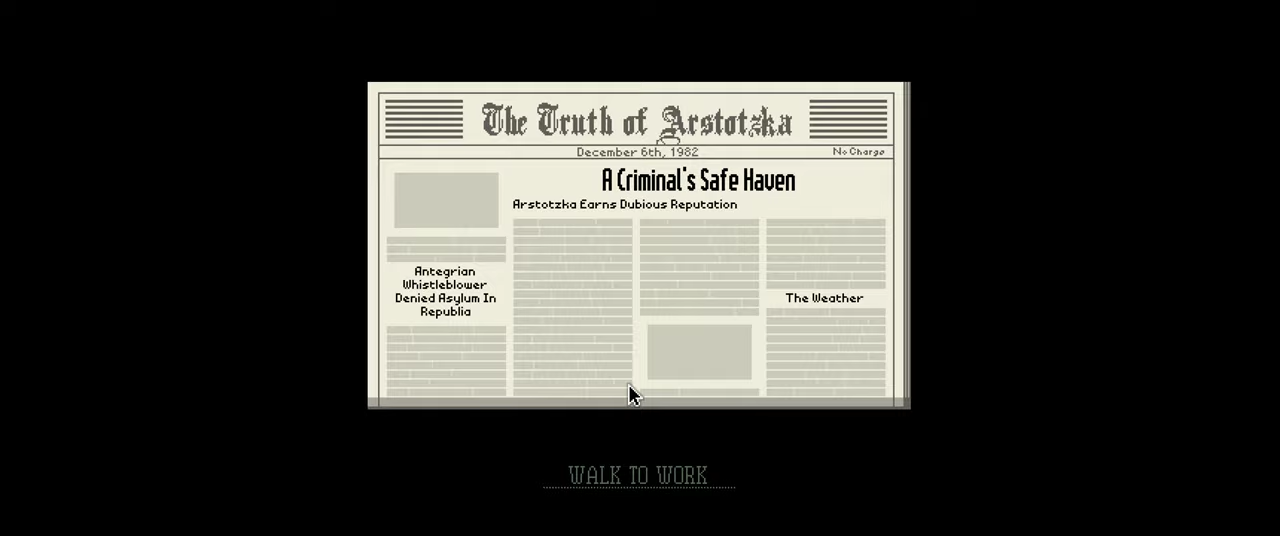 The Truth of Arstotzka
December 6th, 1982
No Charge
A Criminal's Safe Haven
Arstotzka Earns Dubious Reputation
Antegrian
Whistleblower
Denied Asylum In
Republia
The Weather
WALK TO WORK